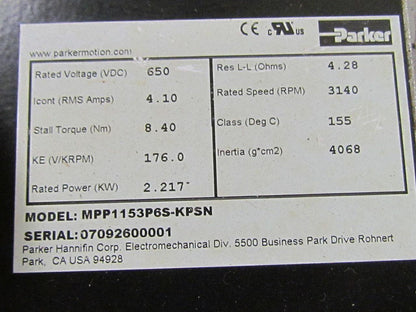 www.parkermotion.com
CE c UR us
Parker
Rated Voltage (VDC) 650
Icont (RMS Amps) 4.10
Stall Torque (Nm) 8.40
KE (V/KRPM) 176.0
Rated Power (KW) 2.217
Res L-L (Ohms) 4.28
Rated Speed (RPM) 3140
Class (Deg C) 155
Inertia (g*cm2) 4068
MODEL: MPP1153P6S-KPSN
SERIAL: 07092600001
Parker Hannifin Corp. Electromechanical Div. 5500 Business Park Drive Rohnert
Park, CA USA 94928